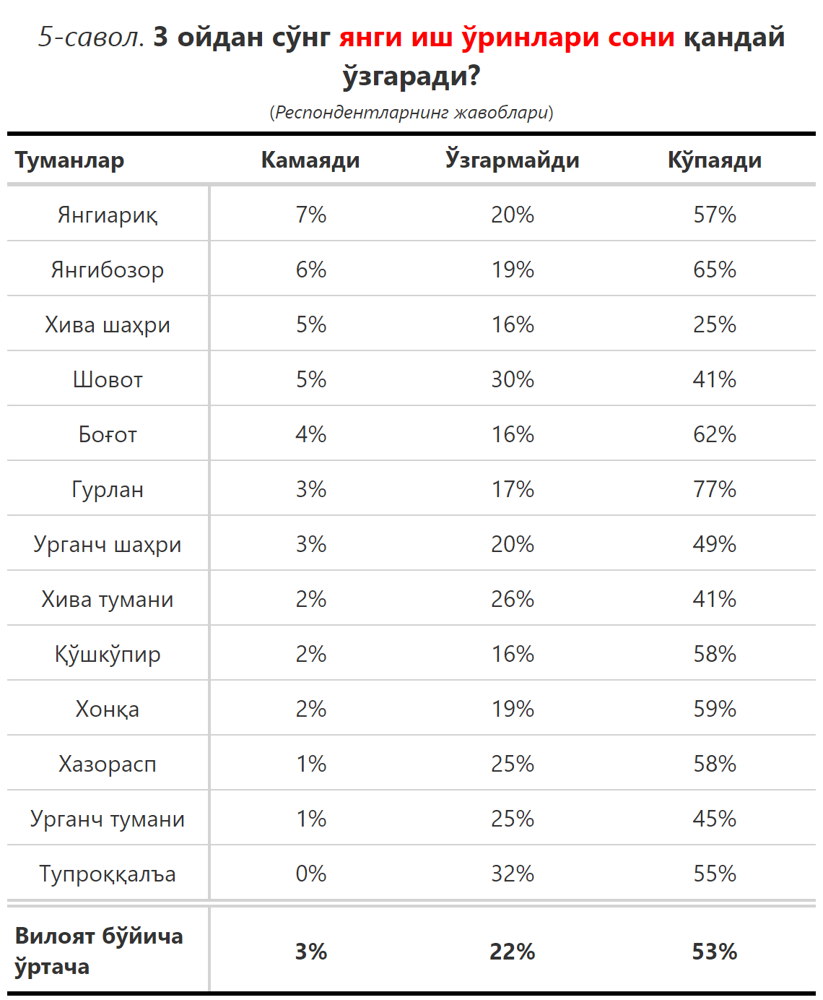 5-савол. 3 ойдан сўнг янги иш ўринлари сони қандай
ўзгаради?
(Респондентларнинг жавоблари)
Туманлар Камаяди Ўзгармайди Кўпаяди
Янгиариқ 7% 20% 57%
Янгибозор 6% 19% 65%
Хива шаҳри 5% 16% 25%
Шовот 5% 30% 41%
Боғот 4% 16% 62%
Гурлан 3% 17% 77%
Урганч шаҳри 3% 20% 49%
Хива тумани 2% 26% 41%
Қўшкўпир 2% 16% 58%
Хонқа 2% 19% 59%
Хазорасп 1% 25% 58%
Урганч тумани 1% 25% 45%
Тупроққалъа 0% 32% 55%
Вилоят бўйича
ўртача 3% 22% 53%